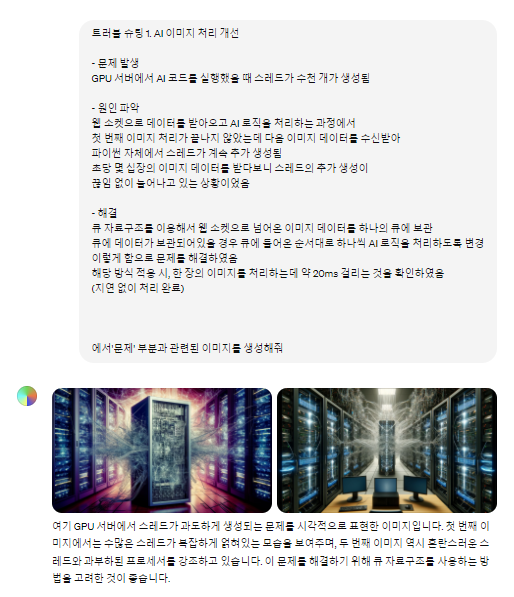 트러블 슈팅 1. AI 이미지 처리 개선
- 문제 발생
GPU 서버에서 AI 코드를 실행했을 때 스레드가 수천 개가 생성됨
- 원인 파악
웹 소켓으로 데이터를 받아오고 AI 로직을 처리하는 과정에서
첫 번째 이미지 처리가 끝나지 않았는데 다음 이미지 데이터를 수신받아
파이썬 자체에서 스레드가 계속 추가 생성됨
초당 몇 십장의 이미지 데이터를 받다보니 스레드의 추가 생성이
끊임 없이 늘어나고 있는 상황이었음
- 해결
큐 자료구조를 이용해서 웹 소켓으로 넘어온 이미지 데이터를 하나의 큐에 보관
큐에 데이터가 보관되어있을 경우 큐에 들어온 순서대로 하나씩 AI 로직을 처리하도록 변경
이렇게 함으로 문제를 해결하였음
해당 방식 적용 시, 한 장의 이미지를 처리하는데 약 20ms 걸리는 것을 확인하였음
(지연 없이 처리 완료)
에서'문제' 부분과 관련된 이미지를 생성해줘
여기 GPU 서버에서 스레드가 과도하게 생성되는 문제를 시각적으로 표현한 이미지입니다. 첫 번째 이
미지에서는 수많은 스레드가 복잡하게 얽혀있는 모습을 보여주며, 두 번째 이미지 역시 혼란스러운 스
레드와 과부하된 프로세서를 강조하고 있습니다. 이 문제를 해결하기 위해 큐 자료구조를 사용하는 방
법을 고려한 것이 좋습니다.